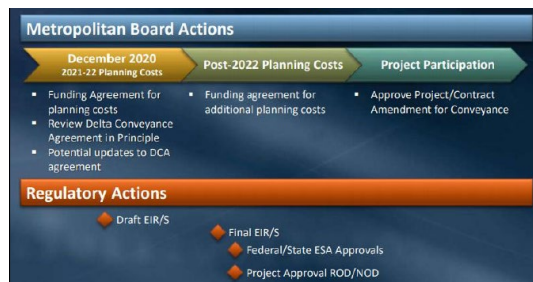 Metropolitan Board Actions
December 2020
2021-22 Planning Costs
Post-2022 Planning Costs
Project Participation
Funding Agreement for
planning costs
Review Delta Conveyance
Agreement in Principle
Potential updates to DCA
agreement
Funding agreement for
additional planning costs
Approve Project/Contract
Amendment for Conveyance
Regulatory Actions
Draft EIR/S
Final EIR/S
Federal/State ESA Approvals
Project Approval ROD/NOD